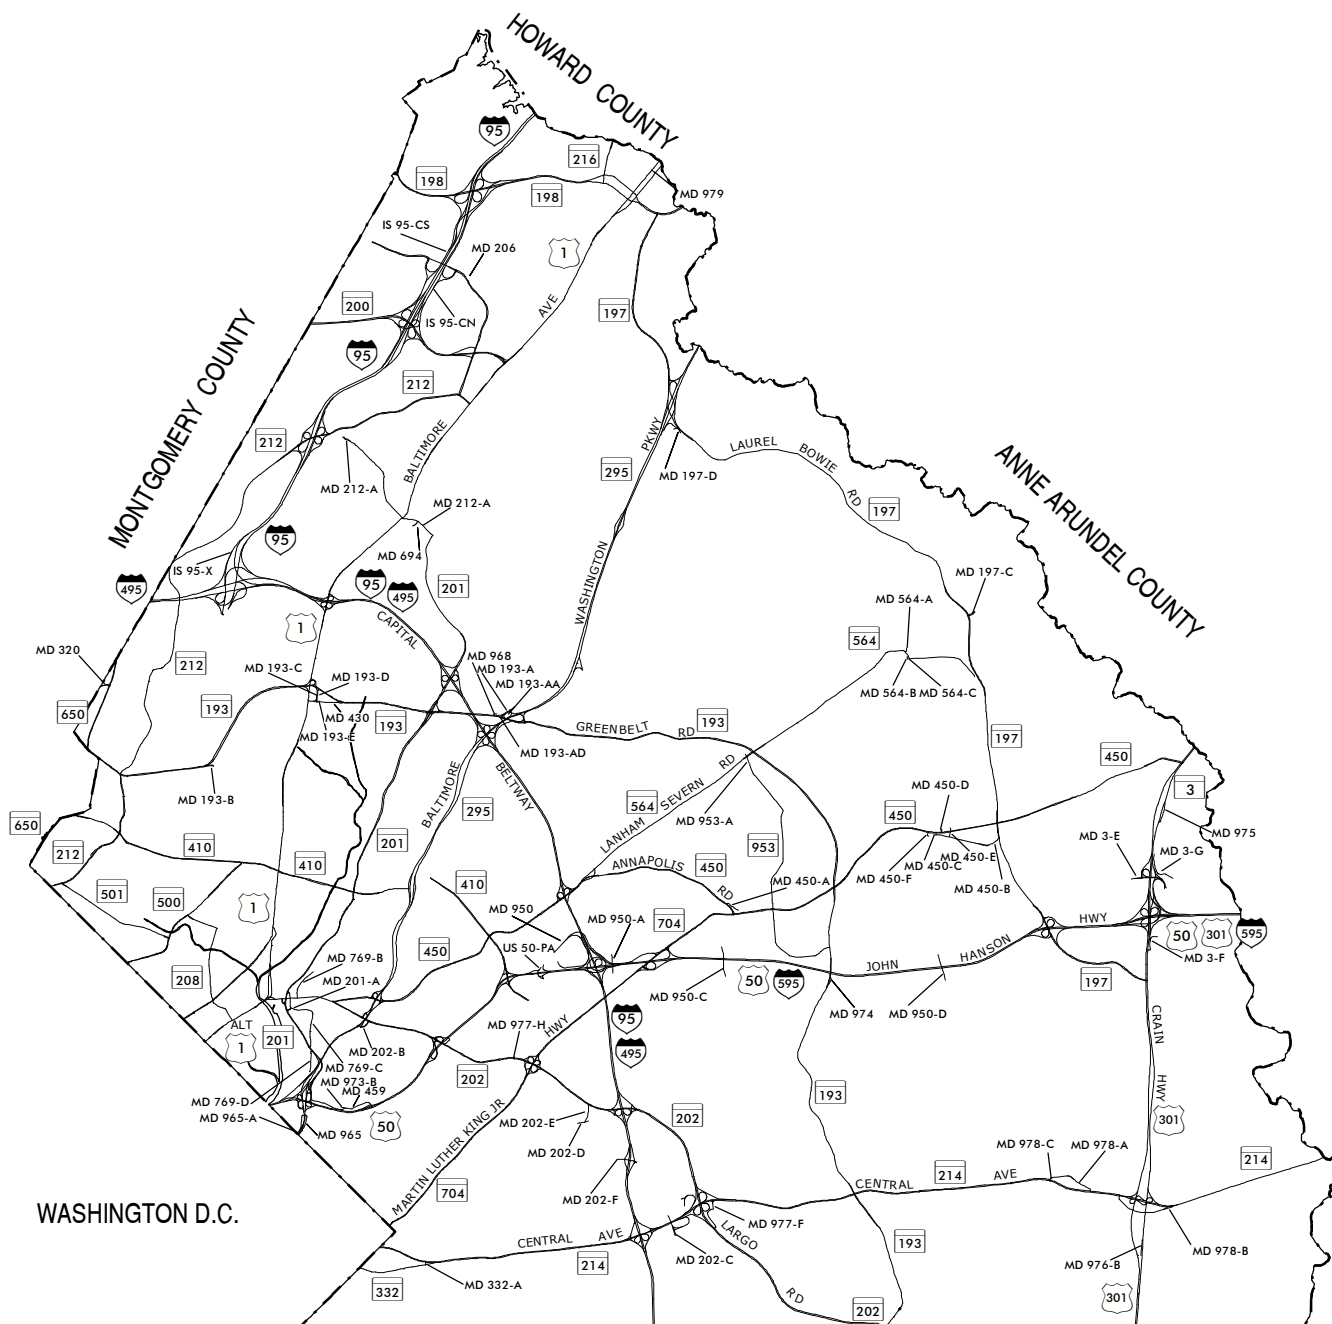 HOWARD COUNTY
95
216
198
198
MD 979
IS 95-CS
MD 206
1
200
IS 95-CN
AVE
197
95
MONTGOMERY COUNTY
212
212
BALTIMORE
PKWY
LAUREL BOWIE RD
295
MD 197-D
ANNE ARUNDEL COUNTY
MD 212-A
MD 212-A
197
95
MD 694
IS 95-X
495
95
495
201
WASHINGTON
MD 197-C
MD 564-A
1
CAPITAL
564
MD 320
212
MD 193-C
MD 193-D
MD 968
MD 193-A
MD 193-AA
MD 564-B
MD 564-C
650
193
MD 430
193
MD 193-E
GREENBELT RD
193
197
MD 193-AD
450
MD 193-B
BALTIMORE
BELTWAY
LANHAM SEVERN RD
564
295
MD 953-A
3
MD 450-D
450
650
MD 975
212
410
201
410
953
MD 3-E
MD 3-G
MD 450-E
MD 450-C
MD 450-F
MD 450-B
ANNAPOLIS RD
450
MD 450-A
501
500
1
410
MD 950
MD 950-A
704
HWY
50
301
595
450
US 50-PA
MD 3-F
208
MD 769-B
MD 201-A
JOHN HANSON
50
595
197
MD 950-C
MD 974
MD 950-D
ALT
1
201
MD 977-H
HWY
95
CRAIN
MD 202-B
495
MD 769-C
MD 973-B
202
MD 769-D
MD 459
193
HWY
MD 965-A
MD 965
50
MARTIN LUTHER KING JR
MD 202-E
202
301
MD 202-D
MD 978-C
MD 978-A
214
704
214
CENTRAL AVE
MD 202-F
WASHINGTON D.C.
MD 977-F
CENTRAL AVE
LARGO
193
MD 978-B
214
MD 202-C
MD 976-B
332
MD 332-A
RD
202
301